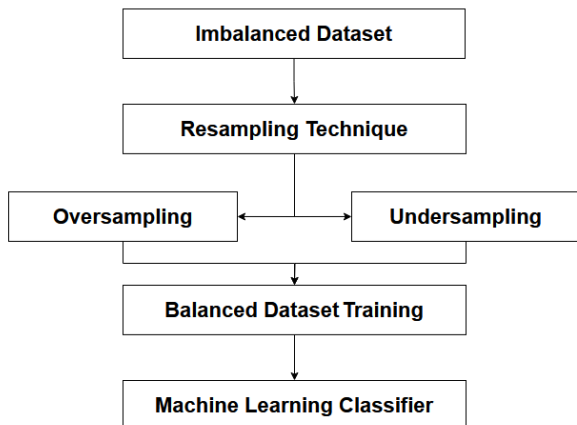 Imbalanced Dataset
Resampling Technique
Oversampling
Undersampling
Balanced Dataset Training
Machine Learning Classifier